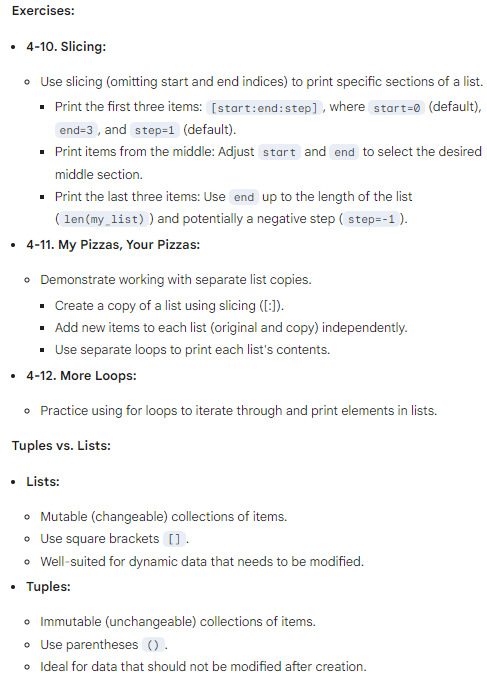 Exercises:
• 4-10. Slicing:
○ Use slicing (omitting start and end indices) to print specific sections of a list.
▪ Print the first three items: [start:end:step] , where start=0 (default),
end=3 , and step=1 (default).
▪ Print items from the middle: Adjust start and end to select the desired
middle section.
▪ Print the last three items: Use end up to the length of the list
( len(my_list) ) and potentially a negative step ( step=-1 ).
• 4-11. My Pizzas, Your Pizzas:
○ Demonstrate working with separate list copies.
▪ Create a copy of a list using slicing ([:]).
▪ Add new items to each list (original and copy) independently.
▪ Use separate loops to print each list's contents.
• 4-12. More Loops:
○ Practice using for loops to iterate through and print elements in lists.
Tuples vs. Lists:
• Lists:
○ Mutable (changeable) collections of items.
○ Use square brackets [] .
○ Well-suited for dynamic data that needs to be modified.
• Tuples:
○ Immutable (unchangeable) collections of items.
○ Use parentheses () .
○ Ideal for data that should not be modified after creation.